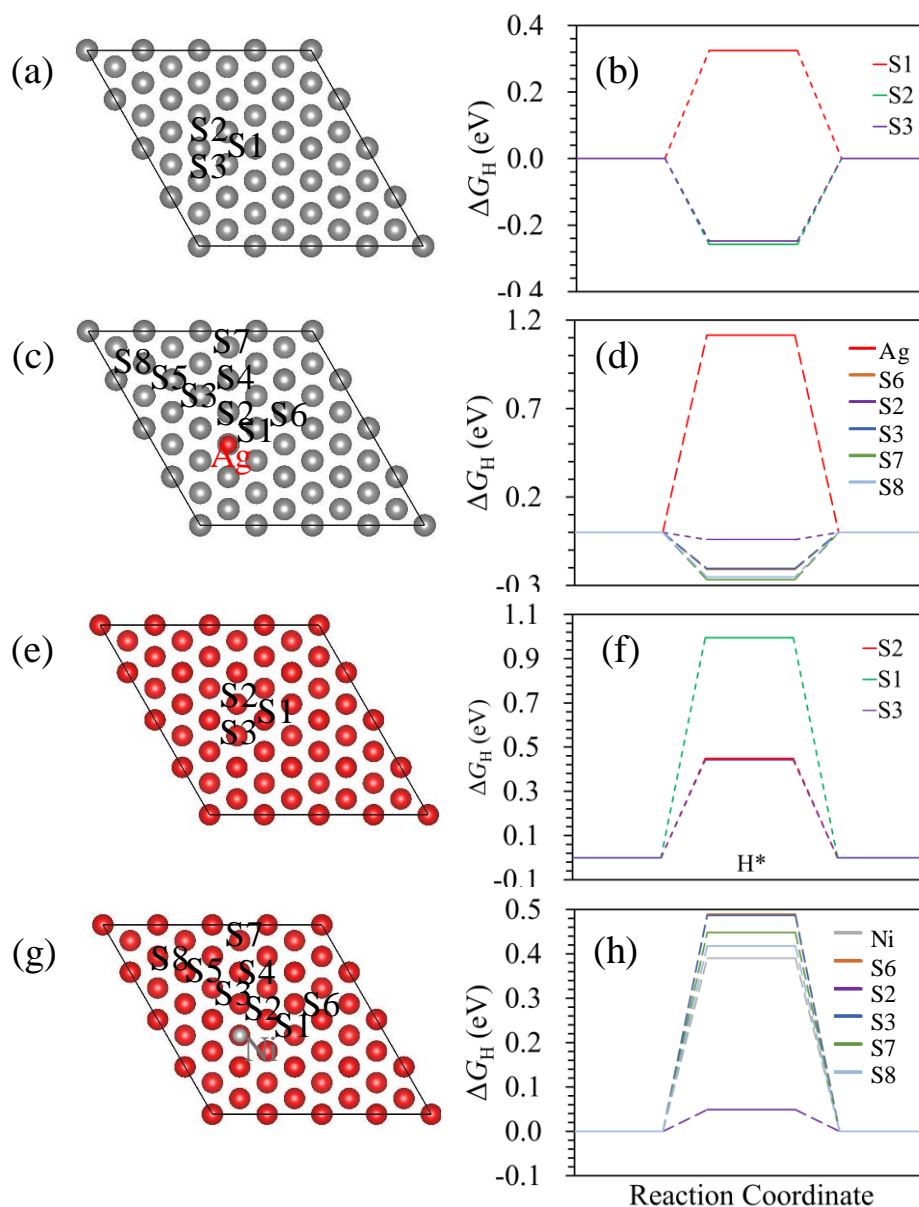 (a)
S2
S1
S3
(b)
ΔG_H (eV)
0.4
0.2
0.0
-0.2
-0.4
S1
S2
S3
(c)
S7
S8
S5
S4
S3
S2
S6
S1
Ag
(d)
ΔG_H (eV)
1.2
0.7
0.2
-0.3
Ag
S6
S2
S3
S7
S8
(e)
S2
S1
S3
(f)
ΔG_H (eV)
1.1
0.9
0.7
0.5
0.3
0.1
-0.1
S2
S1
S3
H*
(g)
S7
S8
S5
S4
S3
S2
S6
S1
Ni
(h)
ΔG_H (eV)
0.5
0.4
0.3
0.2
0.1
0.0
-0.1
Ni
S6
S2
S3
S7
S8
Reaction Coordinate